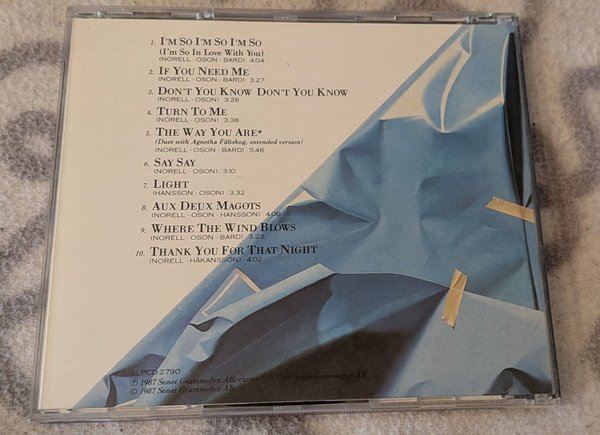 1. I'M SO I'M SO I'M SO
(I'm So In Love With You)
(NORELL - OSON - BARD) 4.04
2. IF YOU NEED ME
(NORELL - OSON - BARD) 3.27
3. DON'T YOU KNOW DON'T YOU KNOW
(NORELL - OSON) 3.26
4. TURN TO ME
(NORELL - OSON) 3.38
5. THE WAY YOU ARE*
(Duet with Agnetha Fältskog, extended version)
(NORELL - OSON - BARD) 5.46
6. SAY SAY
(NORELL - OSON) 3.10
7. LIGHT
(HANSSON - OSON) 3.32
8. AUX DEUX MAGOTS
(NORELL - OSON - HANSSON) 4.08
9. WHERE THE WIND BLOWS
(NORELL - OSON - BARD) 3.23
10. THANK YOU FOR THAT NIGHT
(NORELL - HÅKANSSON) 4.02
SLPCD 2790
℗ 1987 Sonet Grammofon AB, Sonet Grammofon AB
© 1987 Sonet Grammofon AB.